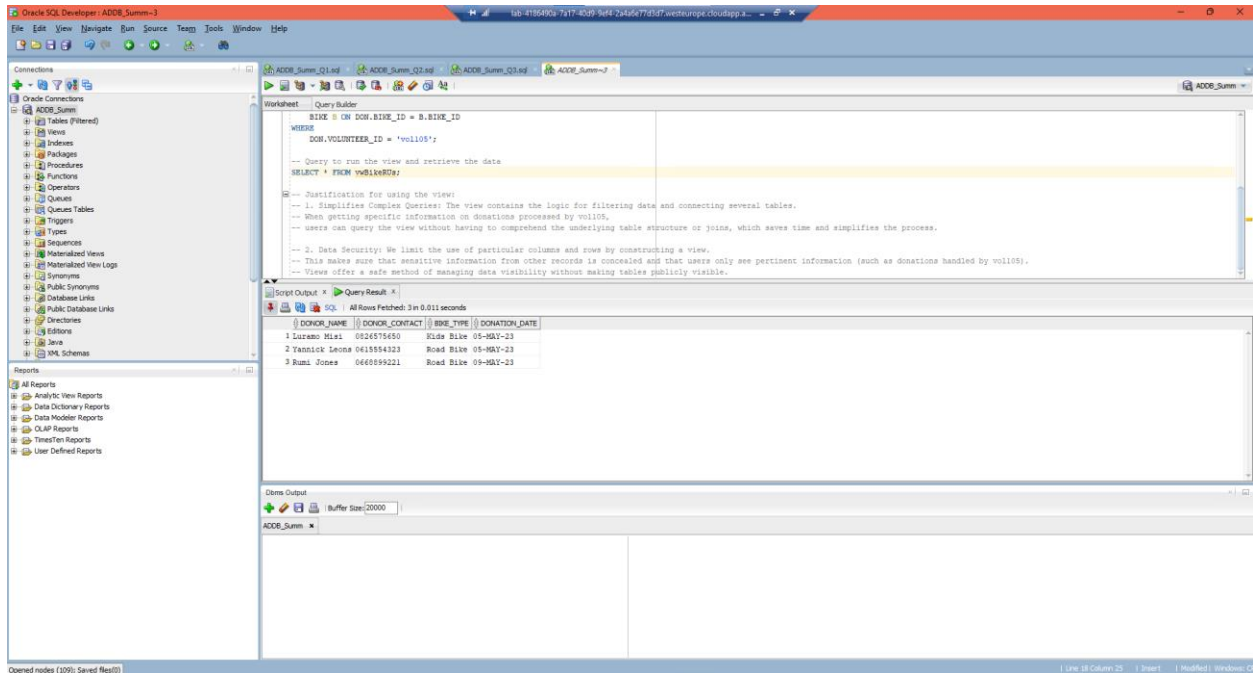 Oracle SQL Developer : ADDB_Summ~3
lab-4186490a-7a17-40d9-9ef4-2a4a6e77d3d7.westeurope.cloudapp.a...
File Edit View Navigate Run Source Team Tools Window Help
Connections
Oracle Connections
ADDB_Summ
Tables (Filtered)
Views
Indexes
Packages
Procedures
Functions
Operators
Queues
Queues Tables
Triggers
Types
Sequences
Materialized Views
Materialized View Logs
Synonyms
Public Synonyms
Database Links
Public Database Links
Directories
Editions
Java
XML Schemas
Reports
All Reports
Analytic View Reports
Data Dictionary Reports
Data Modeler Reports
OLAP Reports
TimesTen Reports
User Defined Reports
ADDB_Summ_Q1.sql ADDB_Summ_Q2.sql ADDB_Summ_Q3.sql ADDB_Summ~3
ADDB_Summ
Worksheet Query Builder
BIKE B ON DON.BIKE_ID = B.BIKE_ID
WHERE
DON.VOLUNTEER_ID = 'vol105';
-- Query to run the view and retrieve the data
SELECT * FROM vwBikeRUs;
-- Justification for using the view:
-- 1. Simplifies Complex Queries: The view contains the logic for filtering data and connecting several tables.
-- When getting specific information on donations processed by vol105,
-- users can query the view without having to comprehend the underlying table structure or joins, which saves time and simplifies the process.
-- 2. Data Security: We limit the use of particular columns and rows by constructing a view.
-- This makes sure that sensitive information from other records is concealed and that users only see pertinent information (such as donations handled by vol105).
-- Views offer a safe method of managing data visibility without making tables publicly visible.
Script Output x Query Result x
SQL | All Rows Fetched: 3 in 0.011 seconds
DONOR_NAME DONOR_CONTACT BIKE_TYPE DONATION_DATE
1 Luramo Misi 0826575650 Kids Bike 05-MAY-23
2 Yannick Leons 0615554323 Road Bike 05-MAY-23
3 Rumi Jones 0668899221 Road Bike 09-MAY-23
Dbms Output
Buffer Size: 20000
ADDB_Summ x
Opened nodes (109); Saved files(0)
| Line 18 Column 25 | Insert | Modified | Windows: C